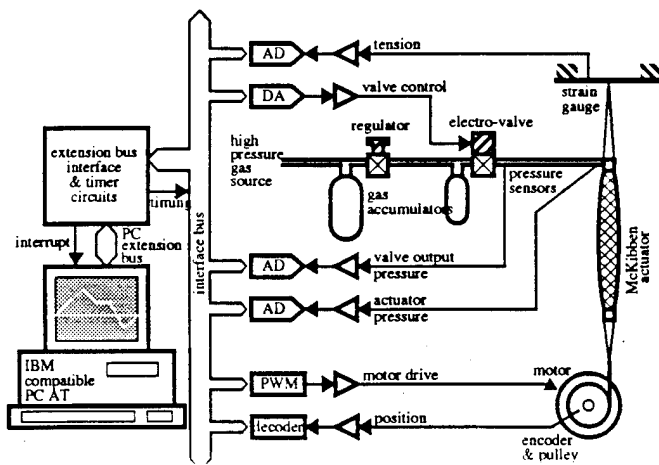 AD
tension
DA
valve control
strain
gauge
electro-valve
regulator
high
pressure
gas
source
gas
accumulators
pressure
sensors
extension bus
interface
& timer
circuits
timing
interrupt
PC
extension
bus
interface bus
AD
valve output
pressure
AD
actuator
pressure
McKibben
actuator
IBM
compatible
PC AT
PWM
motor drive
motor
decoder
position
encoder
& pulley